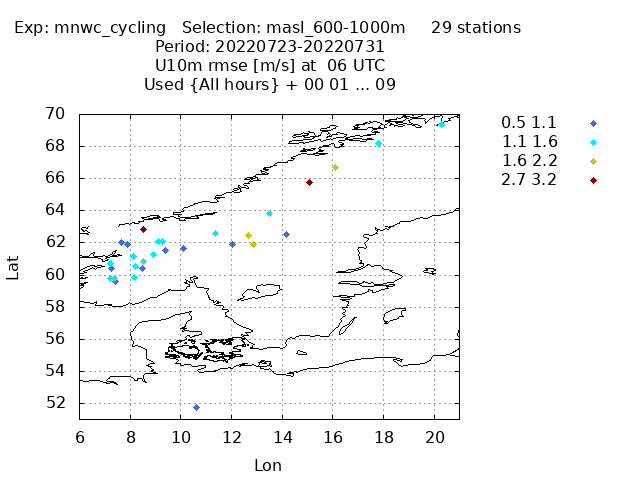 Exp: mnwc_cycling   Selection: masl_600-1000m     29 stations
Period: 20220723-20220731
U10m rmse [m/s] at  06 UTC
Used {All hours} + 00 01 ... 09
70
68
66
64
62
60
58
56
54
52
6 8 10 12 14 16 18 20
Lat
Lon
0.5 1.1
1.1 1.6
1.6 2.2
2.7 3.2